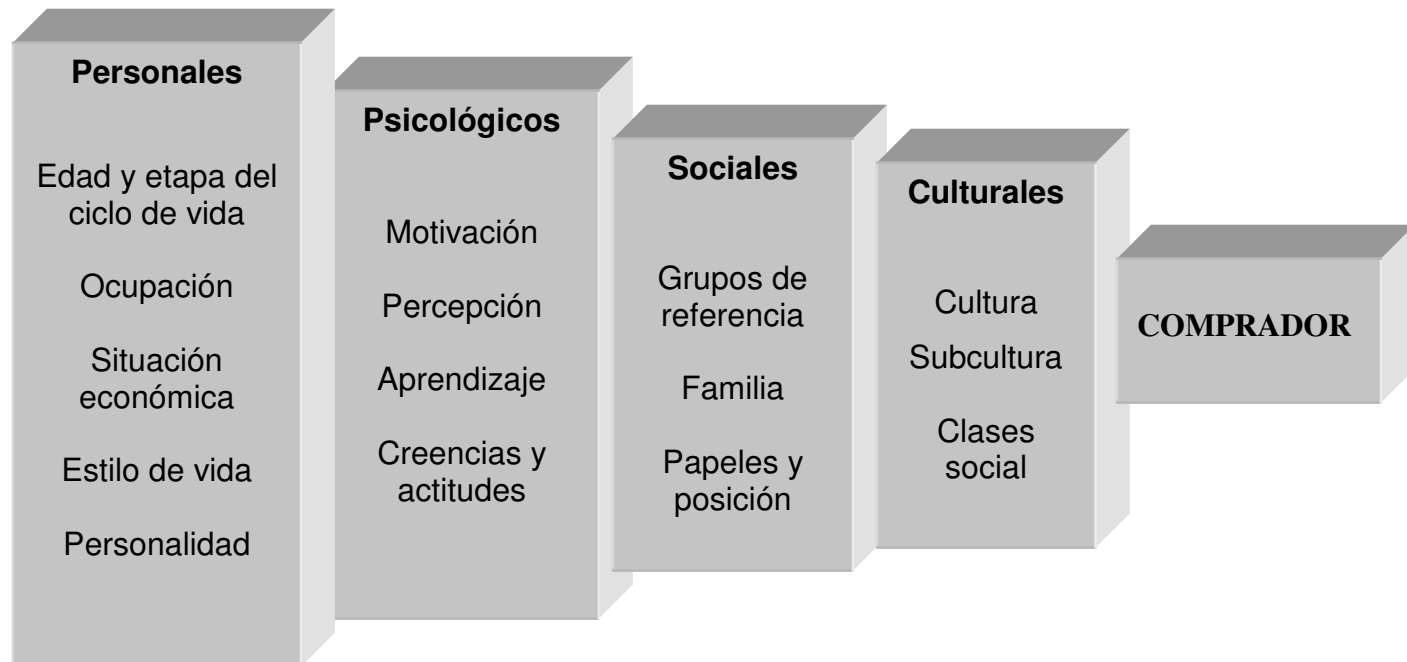 Personales
Edad y etapa del
ciclo de vida
Ocupación
Situación
económica
Estilo de vida
Personalidad
Psicológicos
Motivación
Percepción
Aprendizaje
Creencias y
actitudes
Sociales
Grupos de
referencia
Familia
Papeles y
posición
Culturales
Cultura
Subcultura
Clases
social
COMPRADOR